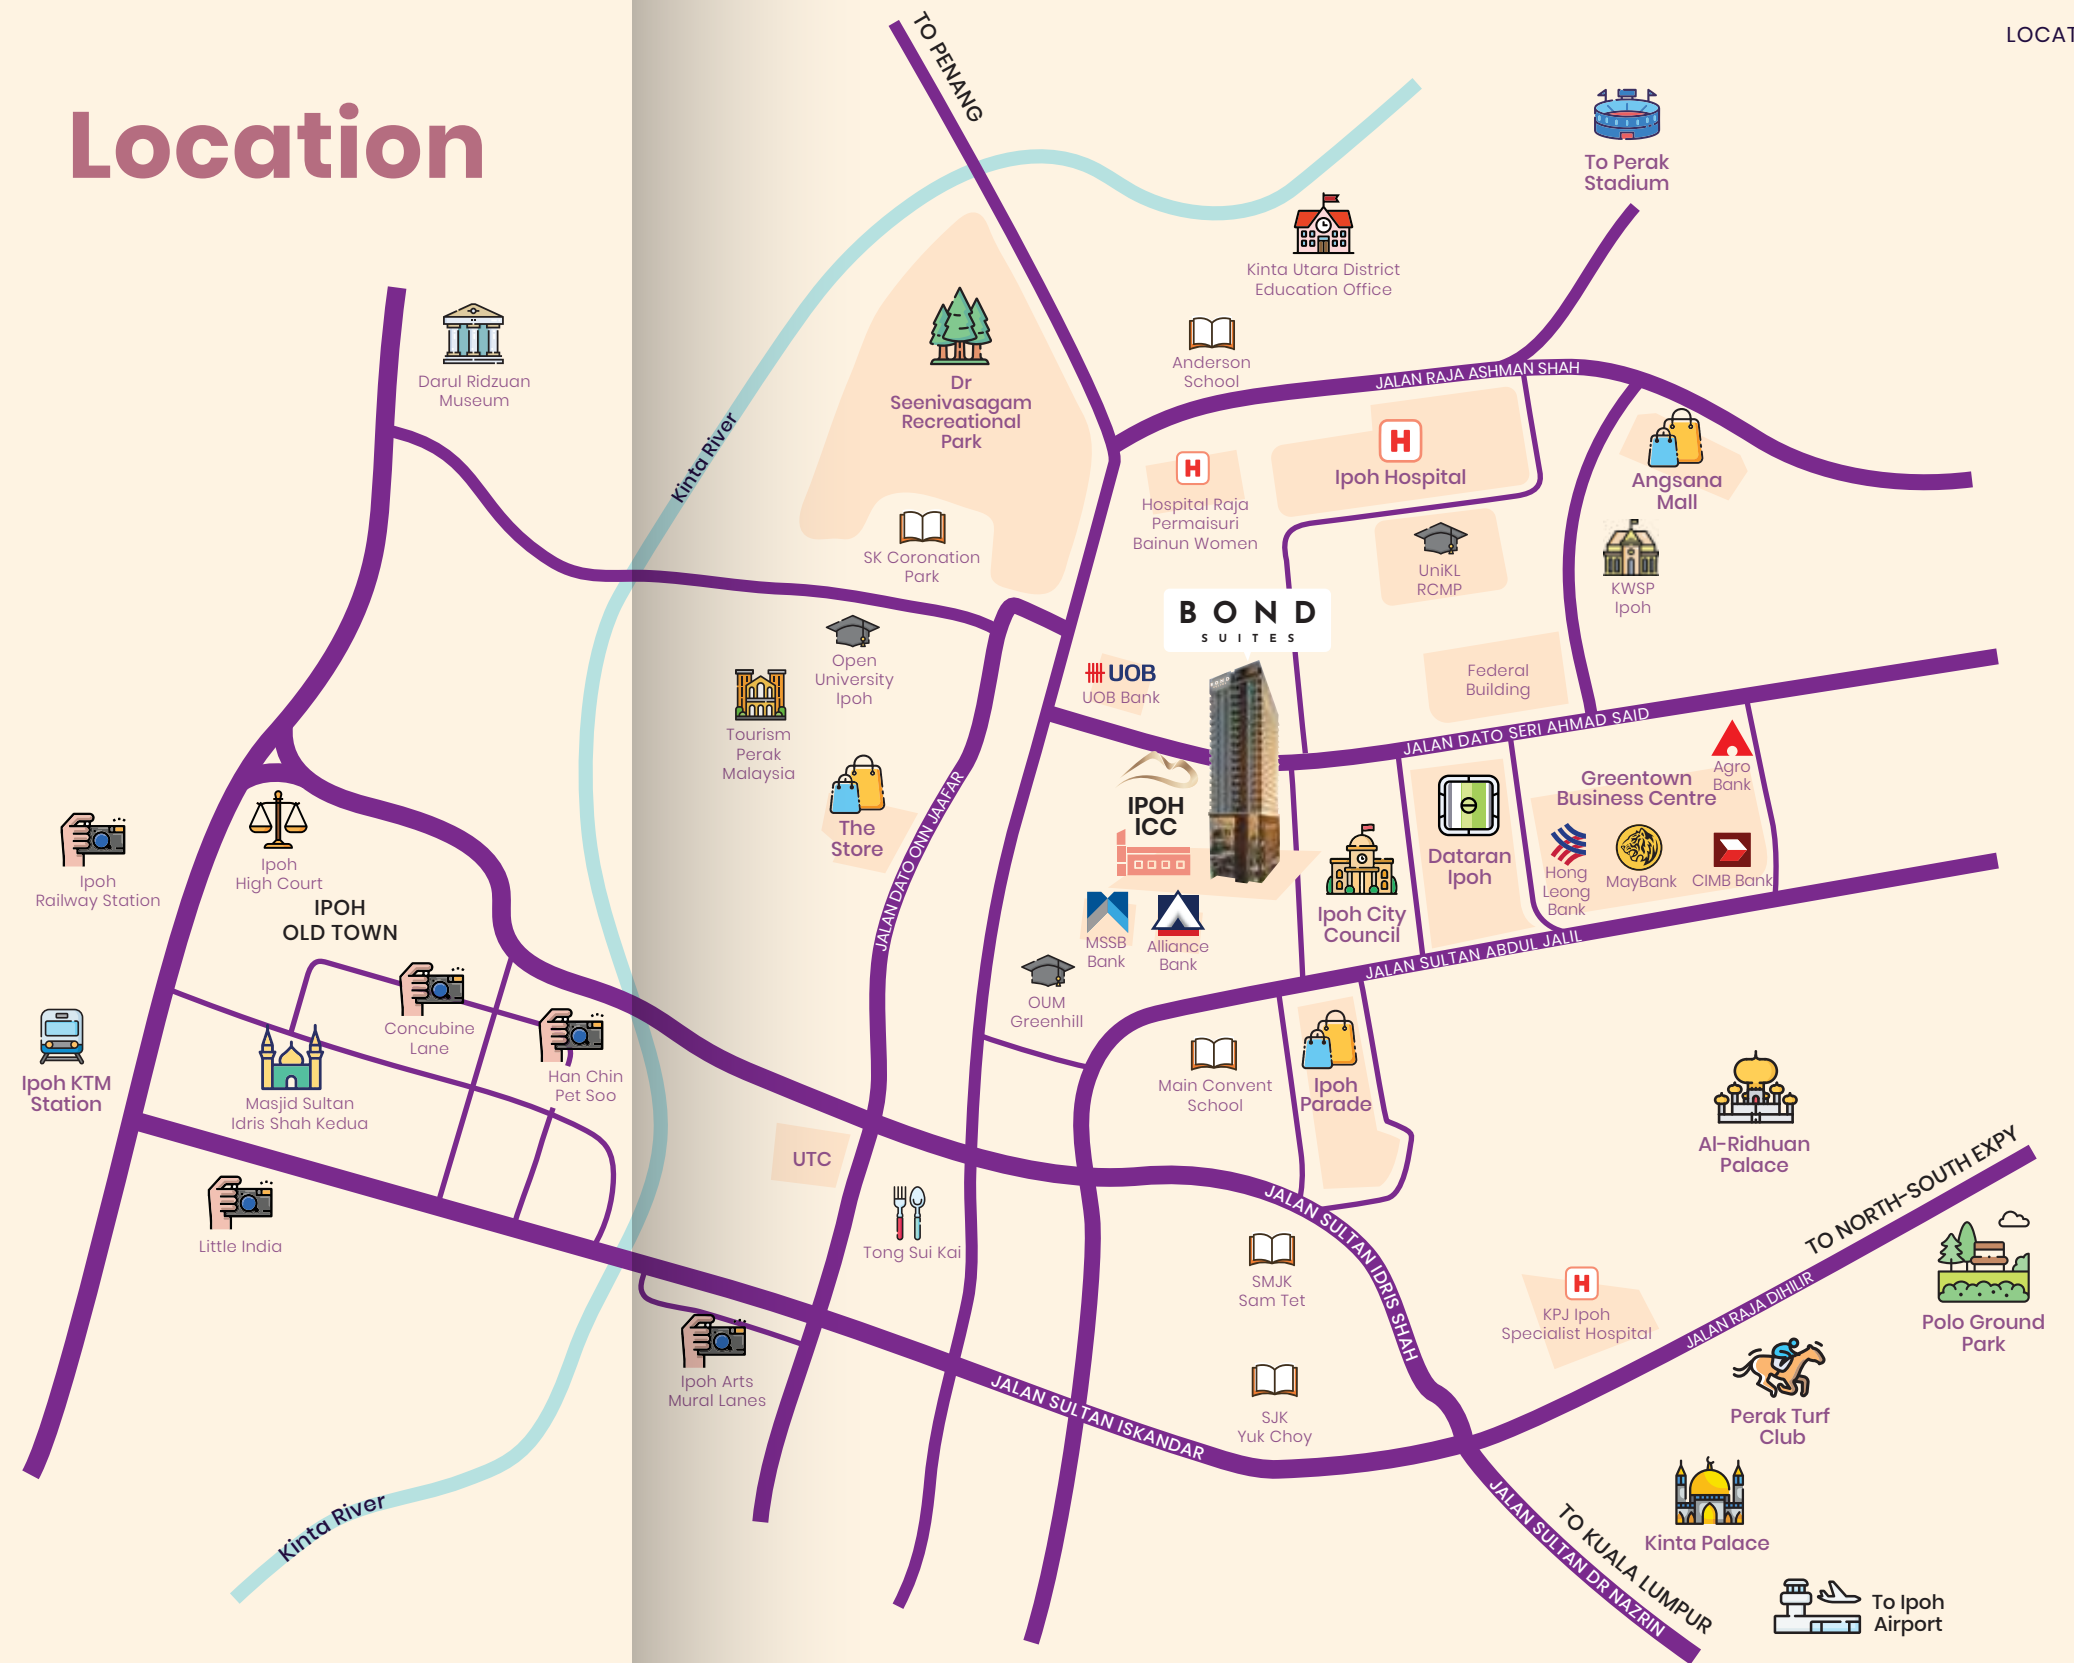 LOCAT
Location
TO PENANG
To Perak
Stadium
Kinta Utara District
Education Office
Anderson
School
JALAN RAJA ASHMAN SHAH
Darul Ridzuan
Museum
Dr
Seenivasagam
Recreational
Park
Kinta River
Ipoh Hospital
Angsana
Mall
Hospital Raja
Permaisuri
Bainun Women
SK Coronation
Park
UniKL
RCMP
KWSP
Ipoh
BOND
SUITES
BOND
Open
University
Ipoh
UOB
UOB Bank
Federal
Building
Tourism
Perak
Malaysia
JALAN DATO SERI AHMAD SAID
Agro
Bank
Greentown
Business Centre
IPOH
ICC
The
Store
JALAN DATO ONN JAAFAR
Dataran
Ipoh
Hong
Leong
Bank
MayBank
CIMB Bank
Ipoh
High Court
Ipoh
Railway Station
IPOH
OLD TOWN
Ipoh City
Council
MSSB
Bank
Alliance
Bank
JALAN SULTAN ABDUL JALIL
OUM
Greenhill
Concubine
Lane
Han Chin
Pet Soo
Ipoh KTM
Station
Masjid Sultan
Idris Shah Kedua
Main Convent
School
Ipoh
Parade
Al-Ridhuan
Palace
UTC
TO NORTH-SOUTH EXPY
JALAN SULTAN IDRIS SHAH
Little India
Tong Sui Kai
SMJK
Sam Tet
KPJ Ipoh
Specialist Hospital
JALAN RAJA DIHILIR
Polo Ground
Park
Ipoh Arts
Mural Lanes
JALAN SULTAN ISKANDAR
SJK
Yuk Choy
Perak Turf
Club
Kinta River
JALAN SULTAN DR NAZRIN
TO KUALA LUMPUR
Kinta Palace
To Ipoh
Airport